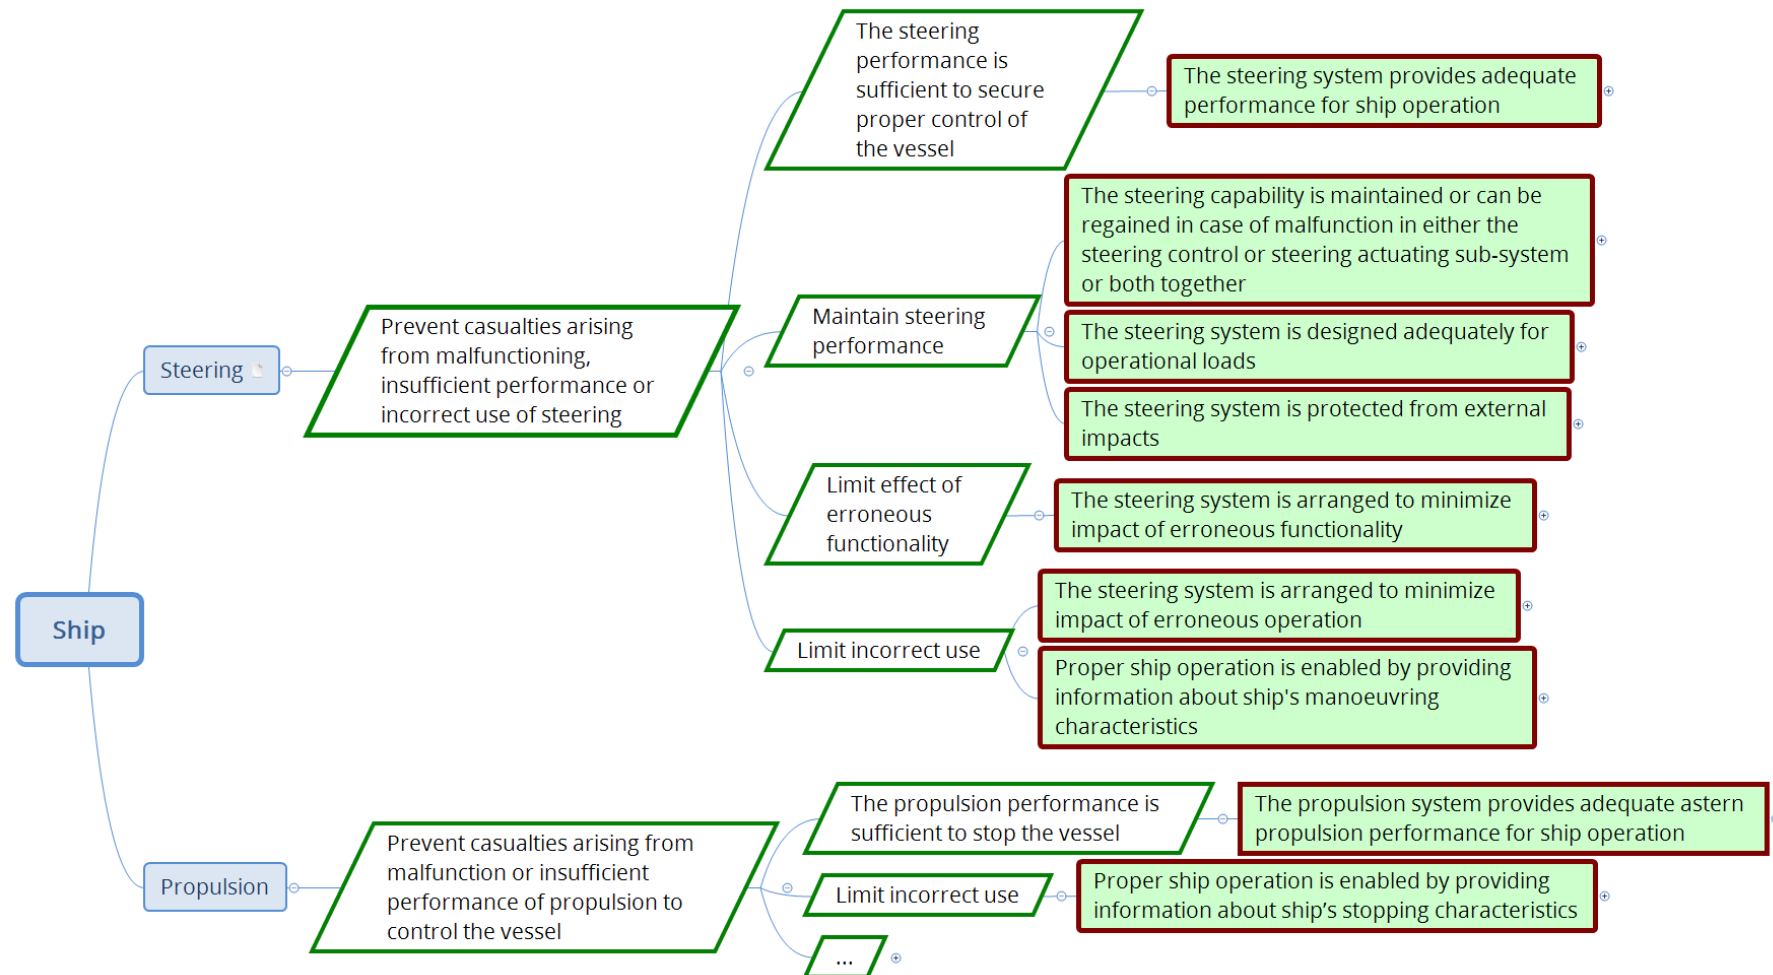 The steering
performance is
sufficient to secure
proper control of
the vessel
The steering system provides adequate
performance for ship operation
The steering capability is maintained or can be
regained in case of malfunction in either the
steering control or steering actuating sub-system
or both together
Maintain steering
performance
The steering system is designed adequately for
operational loads
The steering system is protected from external
impacts
Steering
Prevent casualties arising
from malfunctioning,
insufficient performance or
incorrect use of steering
Limit effect of
erroneous
functionality
The steering system is arranged to minimize
impact of erroneous functionality
Ship
Limit incorrect use
The steering system is arranged to minimize
impact of erroneous operation
Proper ship operation is enabled by providing
information about ship's manoeuvring
characteristics
Propulsion
Prevent casualties arising from
malfunction or insufficient
performance of propulsion to
control the vessel
The propulsion performance is
sufficient to stop the vessel
The propulsion system provides adequate astern
propulsion performance for ship operation
Limit incorrect use
Proper ship operation is enabled by providing
information about ship’s stopping characteristics
...